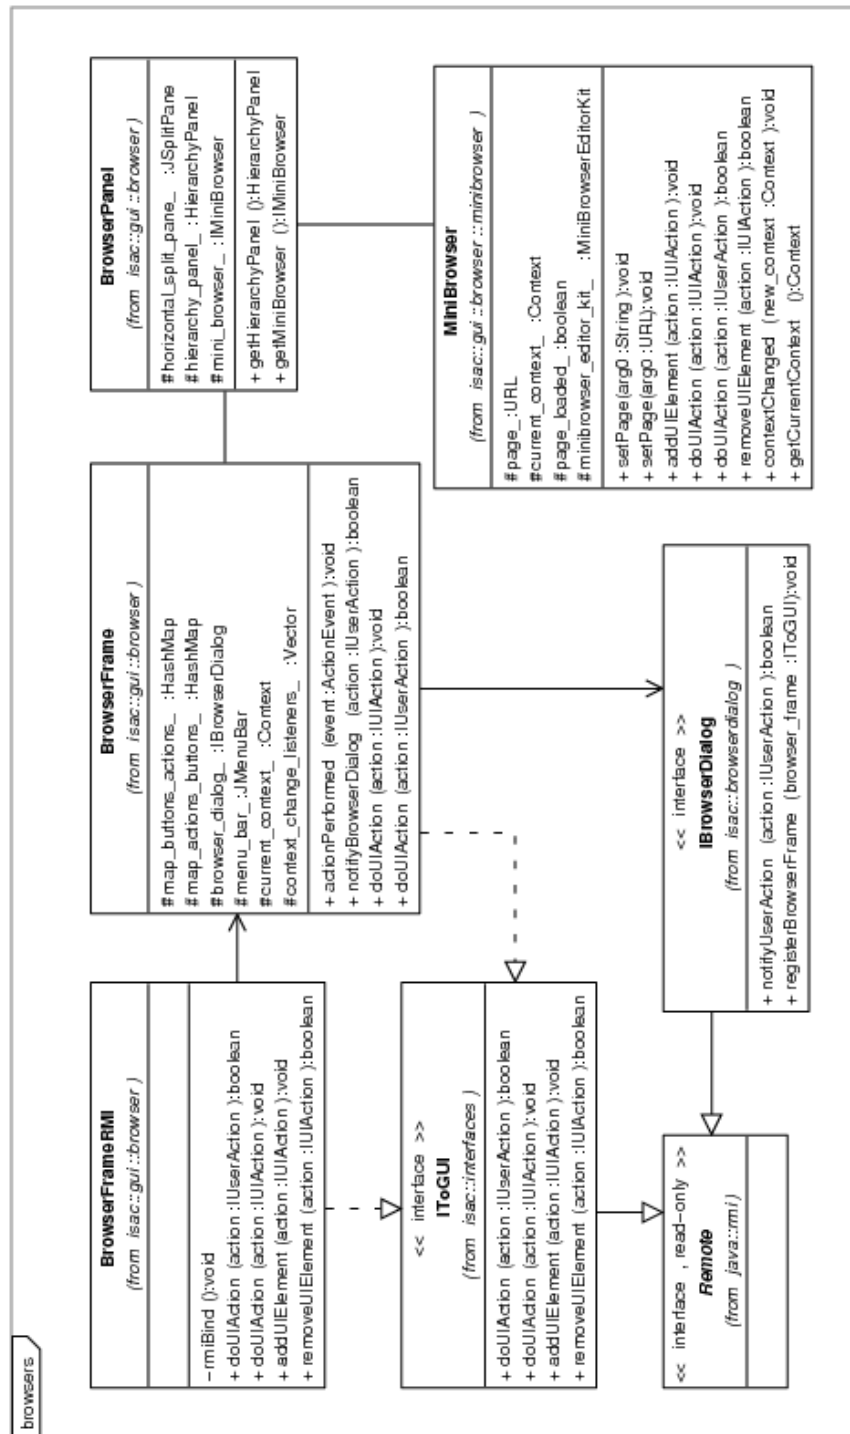 browsers
BrowserFrameRMI
(from isac::gui::browser )
−rmiBind ():void
+ doUIAction (action :IUserAction ):boolean
+ doUIAction (action :IUIAction ):void
+ addUIElement (action :IUIAction ):void
+ removeUIElement (action :IUIAction ):boolean
BrowserFrame
(from isac::gui::browser )
#map_buttons_actions_ :HashMap
#map_actions_buttons_ :HashMap
#browser_dialog_ :IBrowserDialog
#menu_bar_ :JMenuBar
#current_context_ :Context
#context_change_listeners_ :Vector
+ actionPerformed (event :ActionEvent ):void
+ notifyBrowserDialog (action :IUserAction ):boolean
+ doUIAction (action :IUIAction ):void
+ doUIAction (action :IUserAction ):boolean
BrowserPanel
(from isac::gui::browser )
#horizontal_split_pane_ :JSplitPane
#hierarchy_panel_ :HierarchyPanel
#mini_browser_ :IMiniBrowser
+ getHierarchyPanel ():HierarchyPanel
+ getMiniBrowser ():IMiniBrowser
<< interface >>
IToGUI
(from isac::interfaces )
+ doUIAction (action :IUserAction ):boolean
+ doUIAction (action :IUIAction ):void
+ addUIElement (action :IUIAction ):void
+ removeUIElement (action :IUIAction ):boolean
MiniBrowser
(from isac::gui::browser ::minibrowser )
#page_ :URL
#current_context_ :Context
#page_loaded_ :boolean
#minibrowser_editor_kit_ :MiniBrowserEditorKit
+ setPage(arg0 :String ):void
+ setPage(arg0 :URL):void
+ addUIElement (action :IUIAction ):void
+ doUIAction (action :IUIAction ):void
+ doUIAction (action :IUserAction ):boolean
+ removeUIElement (action :IUIAction ):boolean
+ contextChanged (new_context :Context ):void
+ getCurrentContext ():Context
<< interface , read−only >>
Remote
(from java::rmi)
<< interface >>
IBrowserDialog
(from isac::browserdialog )
+ notifyUserAction (action :IUserAction ):boolean
+ registerBrowserFrame (browser_frame :IToGUI):void